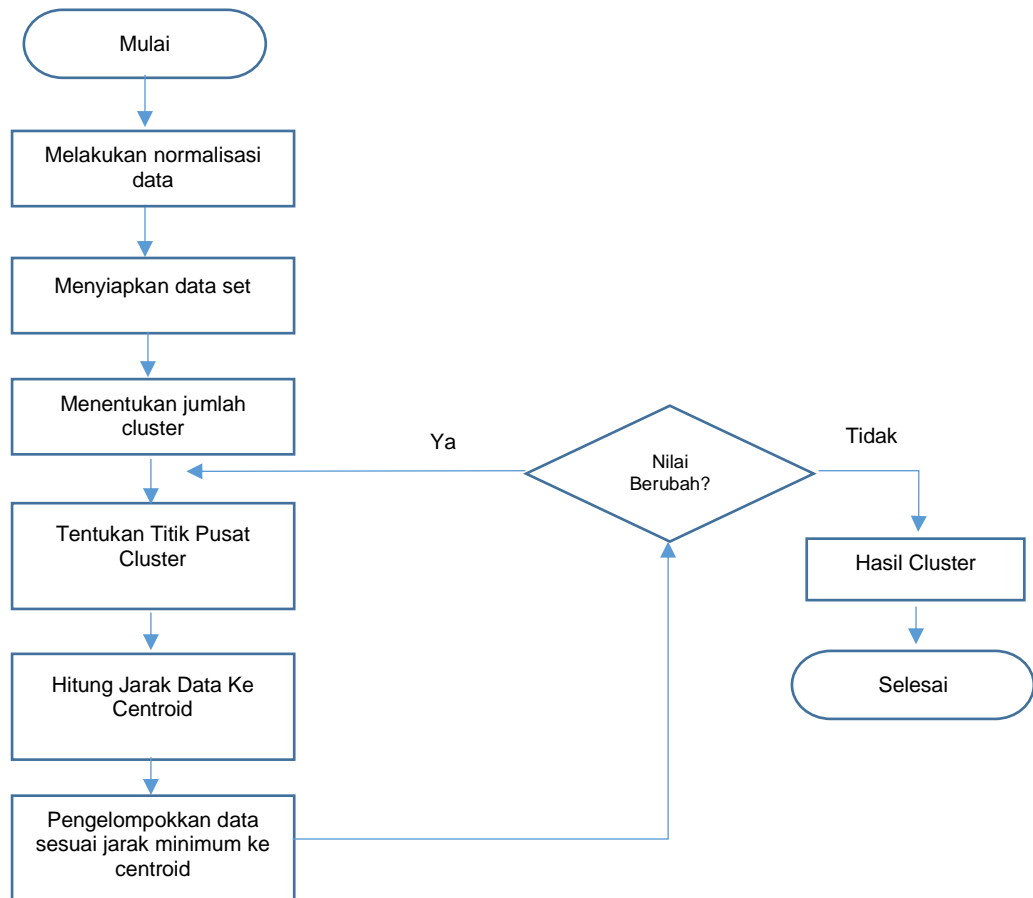 Mulai
Melakukan normalisasi
data
Menyiapkan data set
Menentukan jumlah
cluster
Tentukan Titik Pusat
Cluster
Hitung Jarak Data Ke
Centroid
Pengelompokkan data
sesuai jarak minimum ke
centroid
Ya
Nilai
Berubah?
Tidak
Hasil Cluster
Selesai